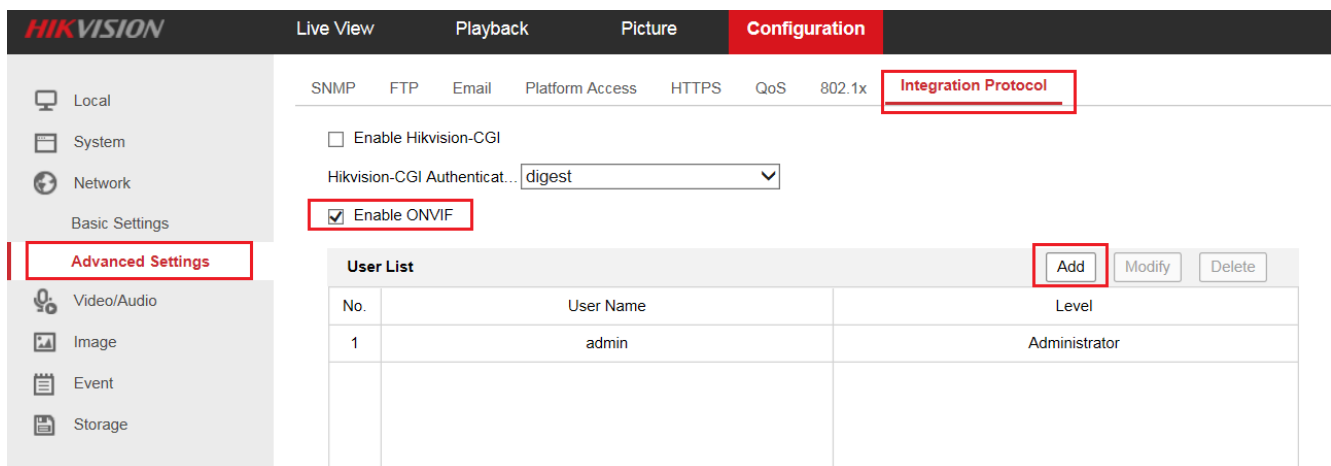 HIKVISION Live View Playback Picture Configuration
SNMP FTP Email Platform Access HTTPS QoS 802.1x Integration Protocol
Local
System
Network
Basic Settings
Advanced Settings
Video/Audio
Image
Event
Storage
Enable Hikvision-CGI
Hikvision-CGI Authenticat... digest
Enable ONVIF
User List Add Modify Delete
No. User Name Level
1 admin Administrator